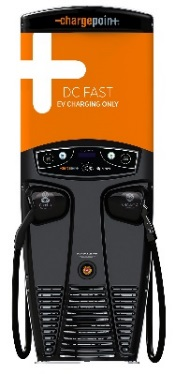 chargepoin+
DC FAST
EV CHARGING ONLY